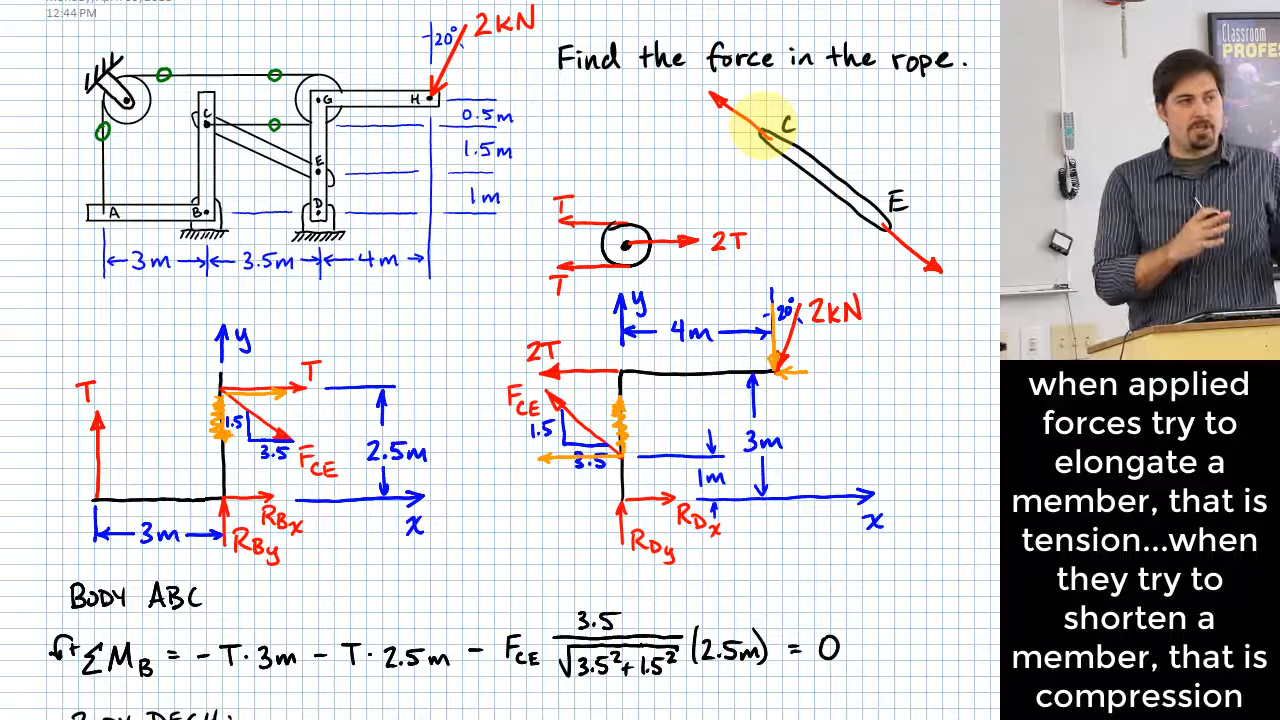 12:44 PM
20° 2KN
Find the force in the rope.
G H
C
0.5m
E
1.5m
A B D
1m
3m 3.5m 4m
C
E
T
2T
T
Classroom
PROFES
y
20° 2KN
4m
2T
F_CE
1.5
3.5
3m
1m
R_Dx
x
R_Dy
y
T
T
1.5
3.5
F_CE
2.5m
R_Bx
x
3m
R_By
BODY ABC
+ΣM_B = -T·3m - T·2.5m - F_CE 3.5/√3.5²+1.5² (2.5m) = 0
when applied
forces try to
elongate a
member, that is
tension...when
they try to
shorten a
member, that is
compression